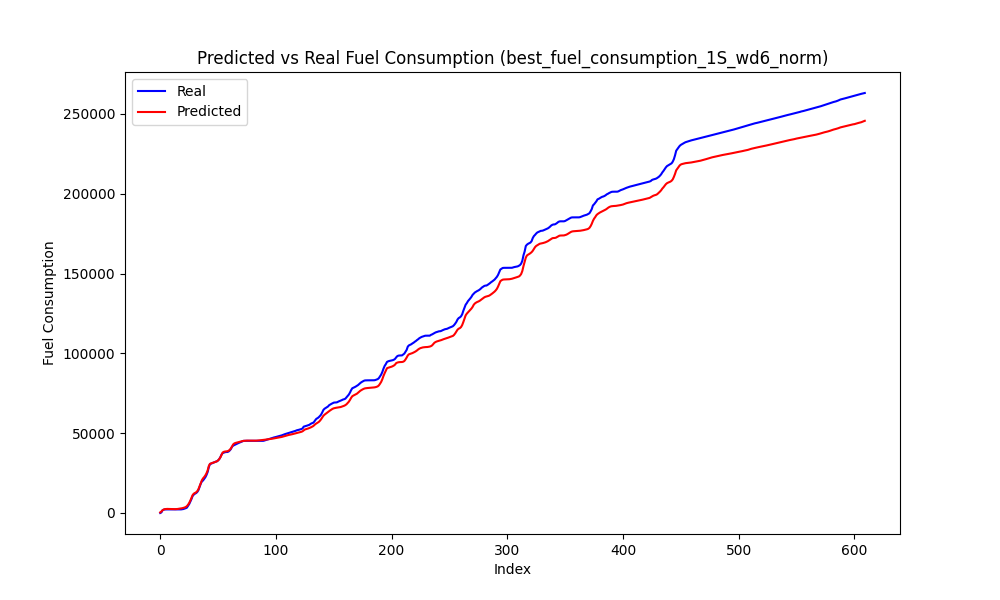 Predicted vs Real Fuel Consumption (best_fuel_consumption_1S_wd6_norm)
Real
Predicted
250000
200000
150000
100000
50000
0
Fuel Consumption
0 100 200 300 400 500 600
Index